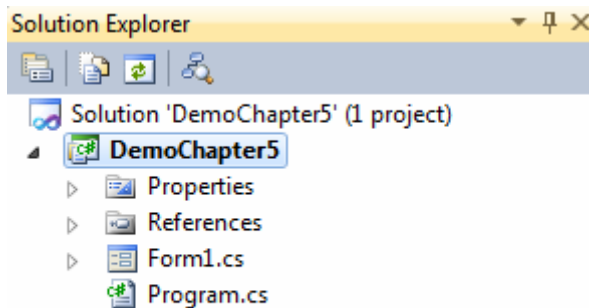 Solution Explorer
Solution 'DemoChapter5' (1 project)
C# DemoChapter5
Properties
References
Form1.cs
Program.cs